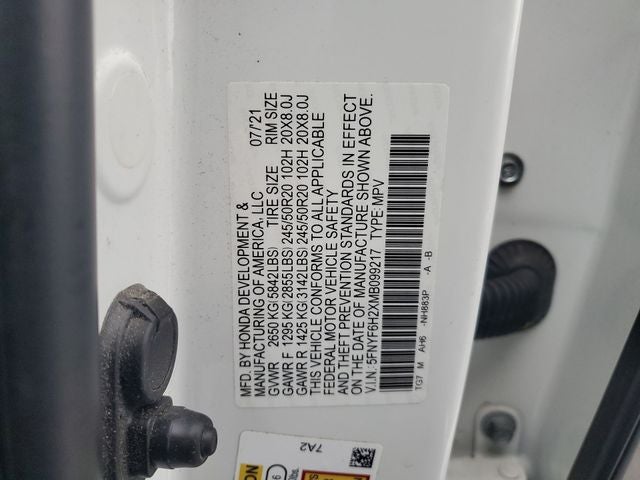 MFD. BY HONDA DEVELOPMENT &
MANUFACTURING OF AMERICA, LLC 07/'21
GVWR 2650 KG(5842LBS) TIRE SIZE RIM SIZE
GAWR F 1295 KG(2855LBS) 245/50R20 102H 20X8.0J
GAWR R 1425 KG(3142LBS) 245/50R20 102H 20X8.0J
THIS VEHICLE CONFORMS TO ALL APPLICABLE
FEDERAL MOTOR VEHICLE SAFETY
AND THEFT PREVENTION STANDARDS IN EFFECT
ON THE DATE OF MANUFACTURE SHOWN ABOVE.
V.I.N.: 5FNYF6H2XMB099217 TYPE:MPV
TG7 M AH6 -NH883P -A -B
7A2